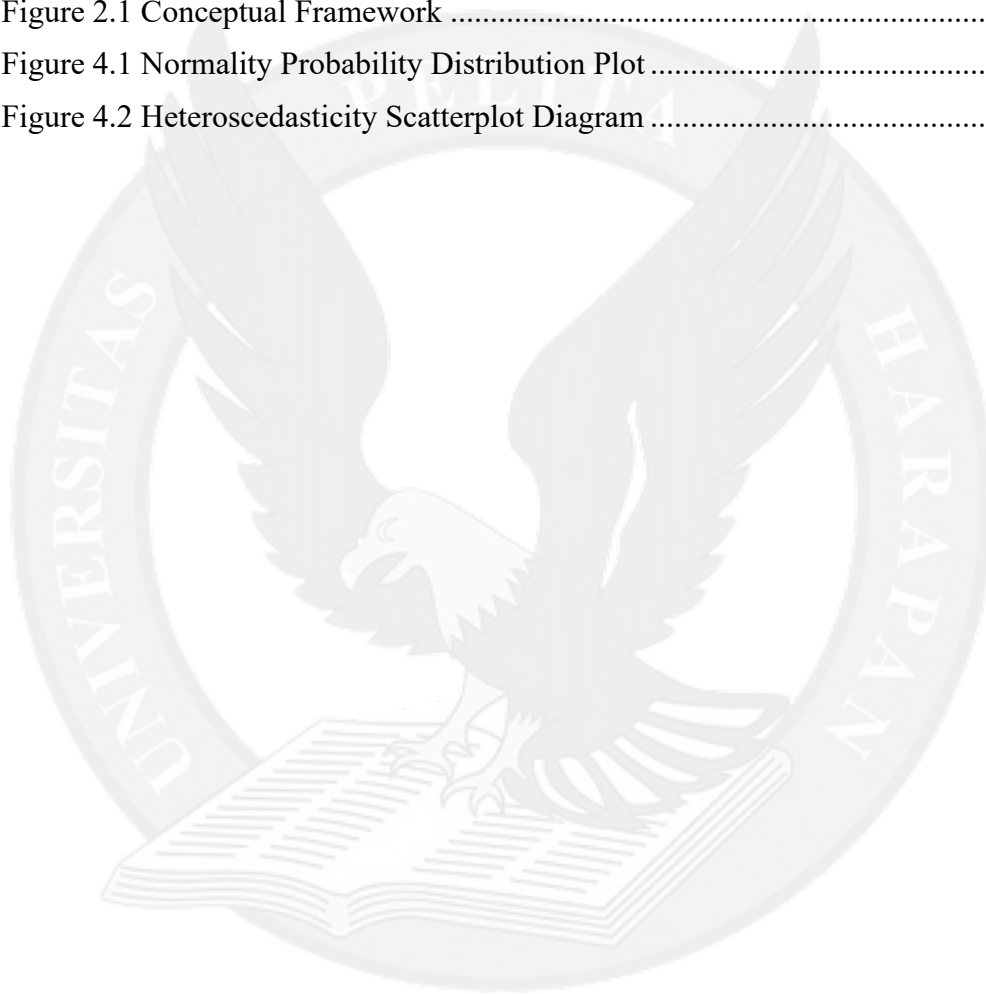 Figure 2.1 Conceptual Framework ....................................................................
Figure 4.1 Normality Probability Distribution Plot ..........................................
Figure 4.2 Heteroscedasticity Scatterplot Diagram ..........................................
UNIVERSITAS PELITA HARAPAN